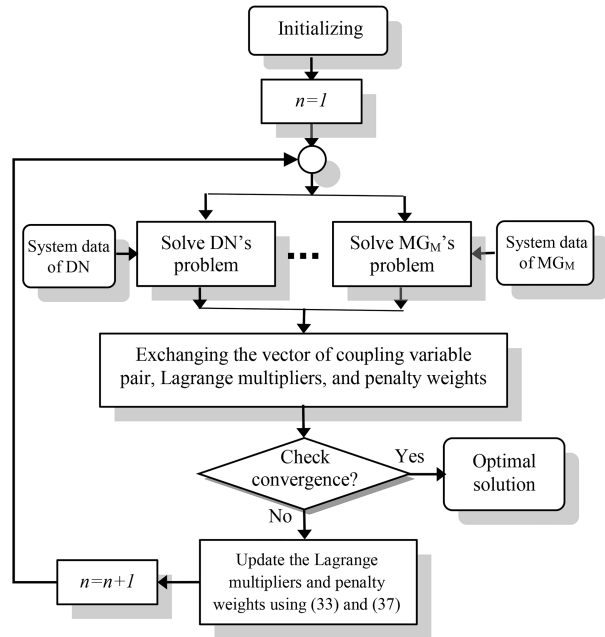 Initializing
n=1
System data
of DN
Solve DN's
problem
...
Solve MGM's
problem
System data
of MGM
Exchanging the vector of coupling variable
pair, Lagrange multipliers, and penalty weights
Check
convergence?
Yes
Optimal
solution
No
Update the Lagrange
multipliers and penalty
weights using (33) and (37)
n=n+1